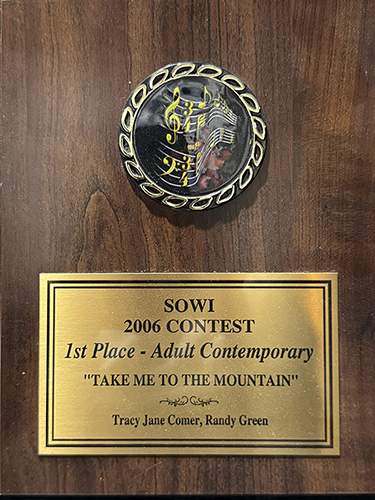 SOWI
2006 CONTEST
1st Place - Adult Contemporary
"TAKE ME TO THE MOUNTAIN"
Tracy Jane Comer, Randy Green